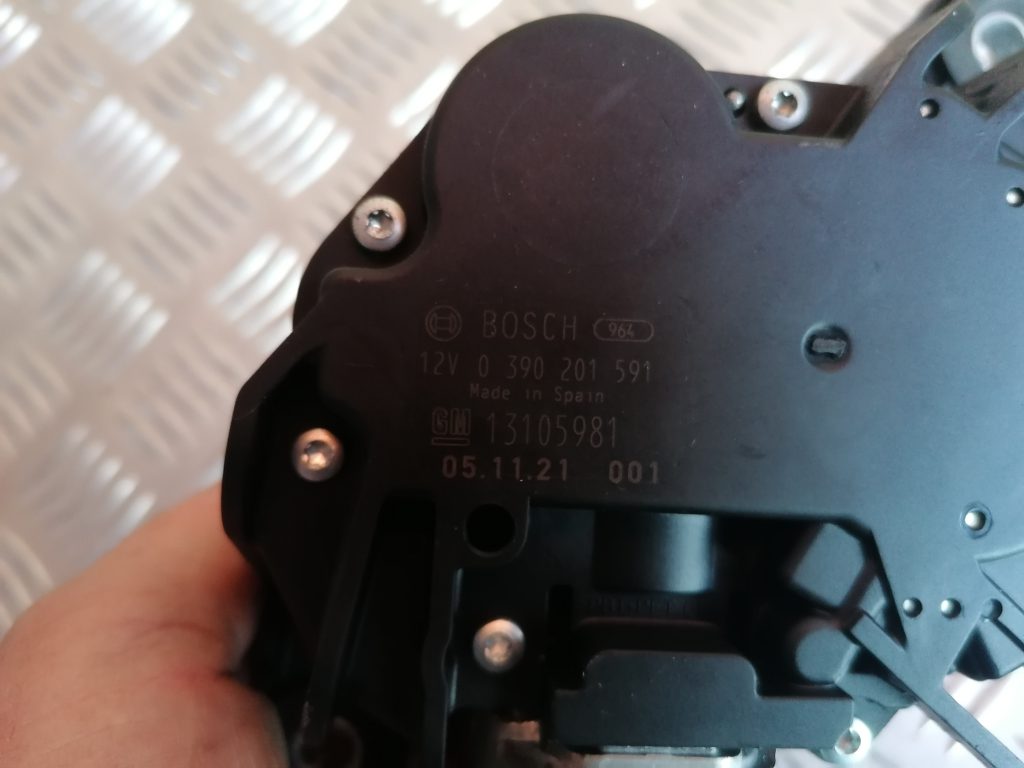 BOSCH 964
12V 0 390 201 591
Made in Spain
GM 13105981
05.11.21 001